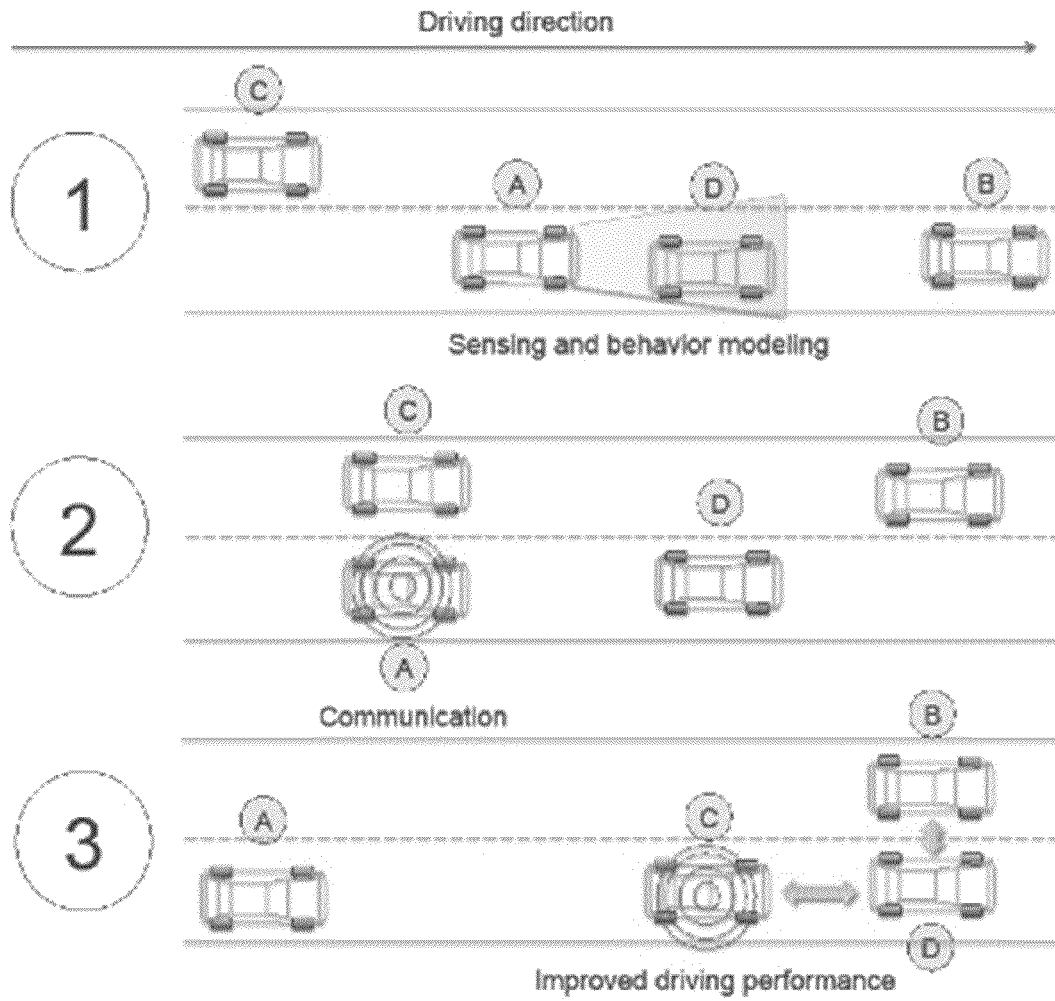 Driving direction
C
1
A
D
B
Sensing and behavior modeling
C
B
2
D
A
Communication
B
3
A
C
D
Improved driving performance